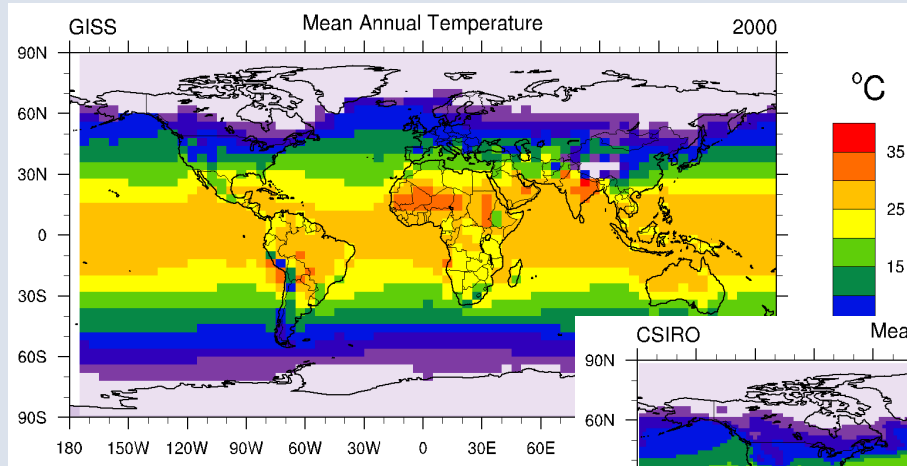 GISS Mean Annual Temperature 2000
90N
60N
30N
0
30S
60S
90S
180 150W 120W 90W 60W 30W 0 30E 60E
°C
35
25
15
CSIRO Mea
90N
60N